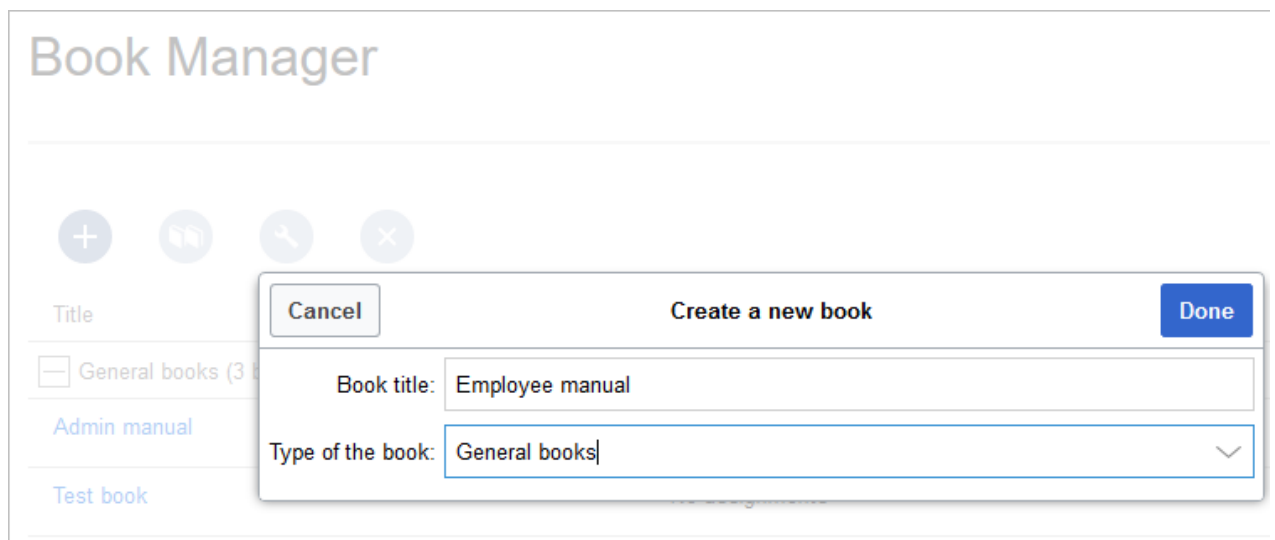 Book Manager
Title
Cancel
Create a new book
Done
General books (3
Book title:
Employee manual
Admin manual
Type of the book:
General books
Test book